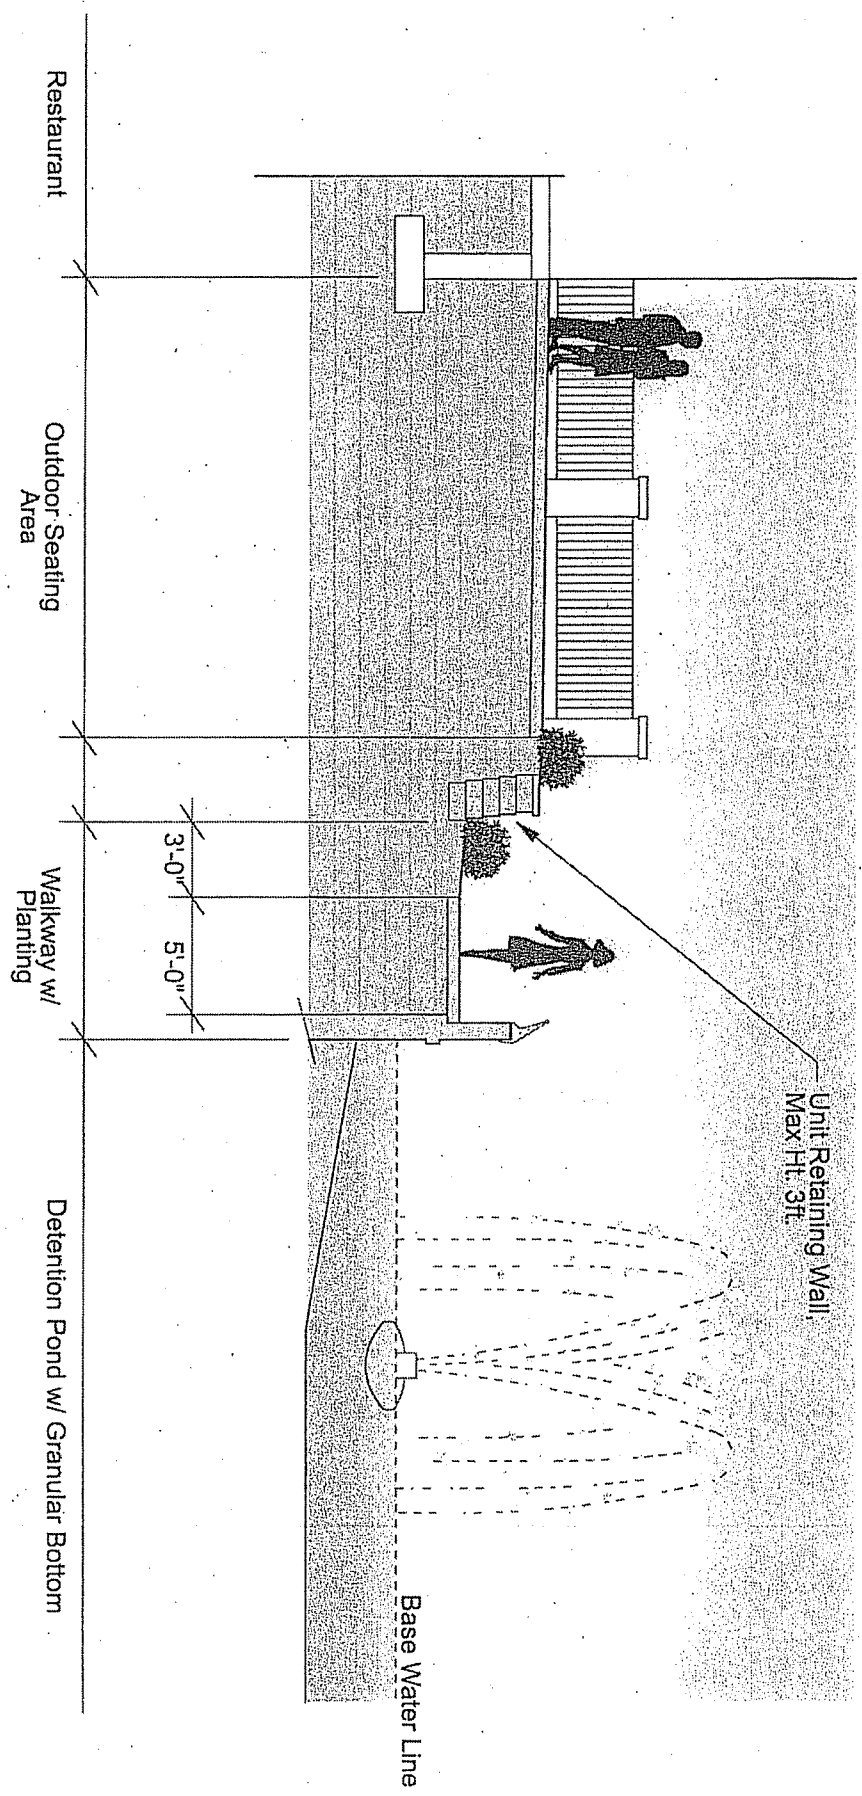 Unit Retaining Wall,
Max Ht. 3ft.
Base Water Line
3'-0"
5'-0"
Restaurant
Outdoor Seating
Area
Walkway w/
Planting
Detention Pond w/ Granular Bottom